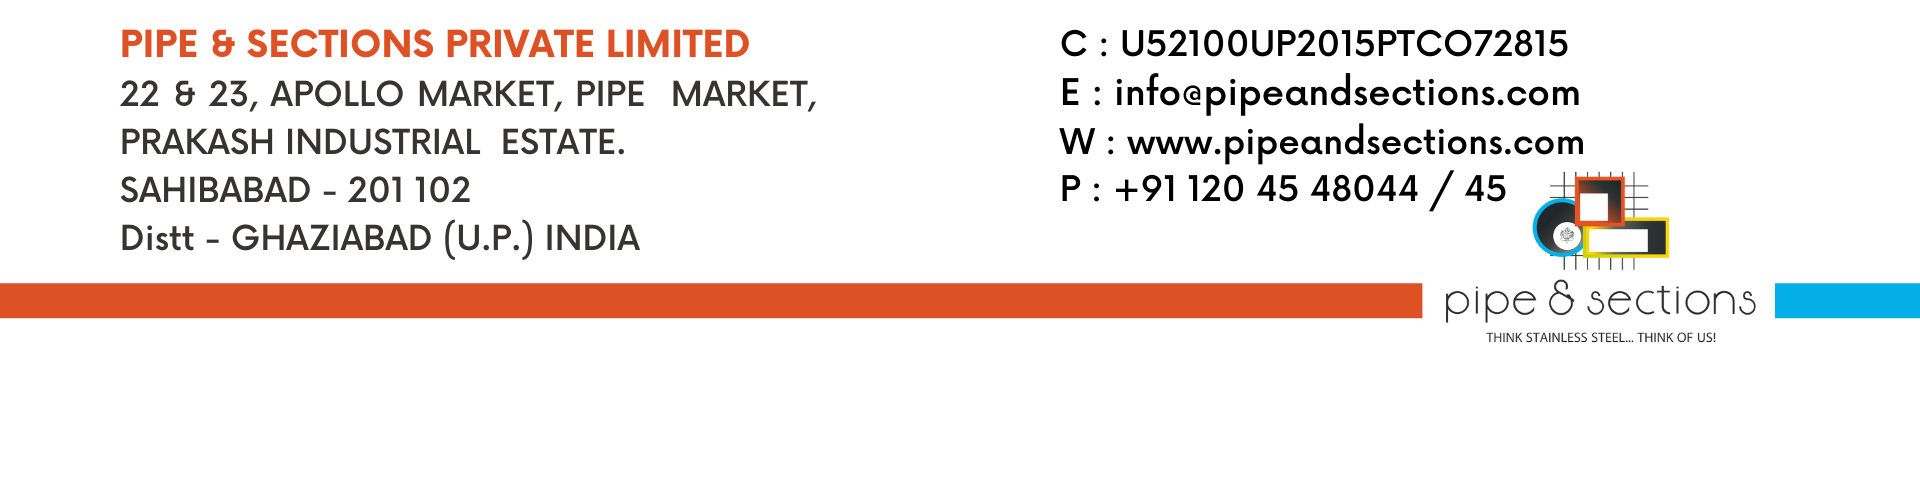 PIPE & SECTIONS PRIVATE LIMITED
22 & 23, APOLLO MARKET, PIPE MARKET,
PRAKASH INDUSTRIAL ESTATE.
SAHIBABAD - 201 102
Distt - GHAZIABAD (U.P.) INDIA
C : U52100UP2015PTCO72815
E : info@pipeandsections.com
W : www.pipeandsections.com
P : +91 120 45 48044 / 45
pipe & sections
THINK STAINLESS STEEL... THINK OF US!